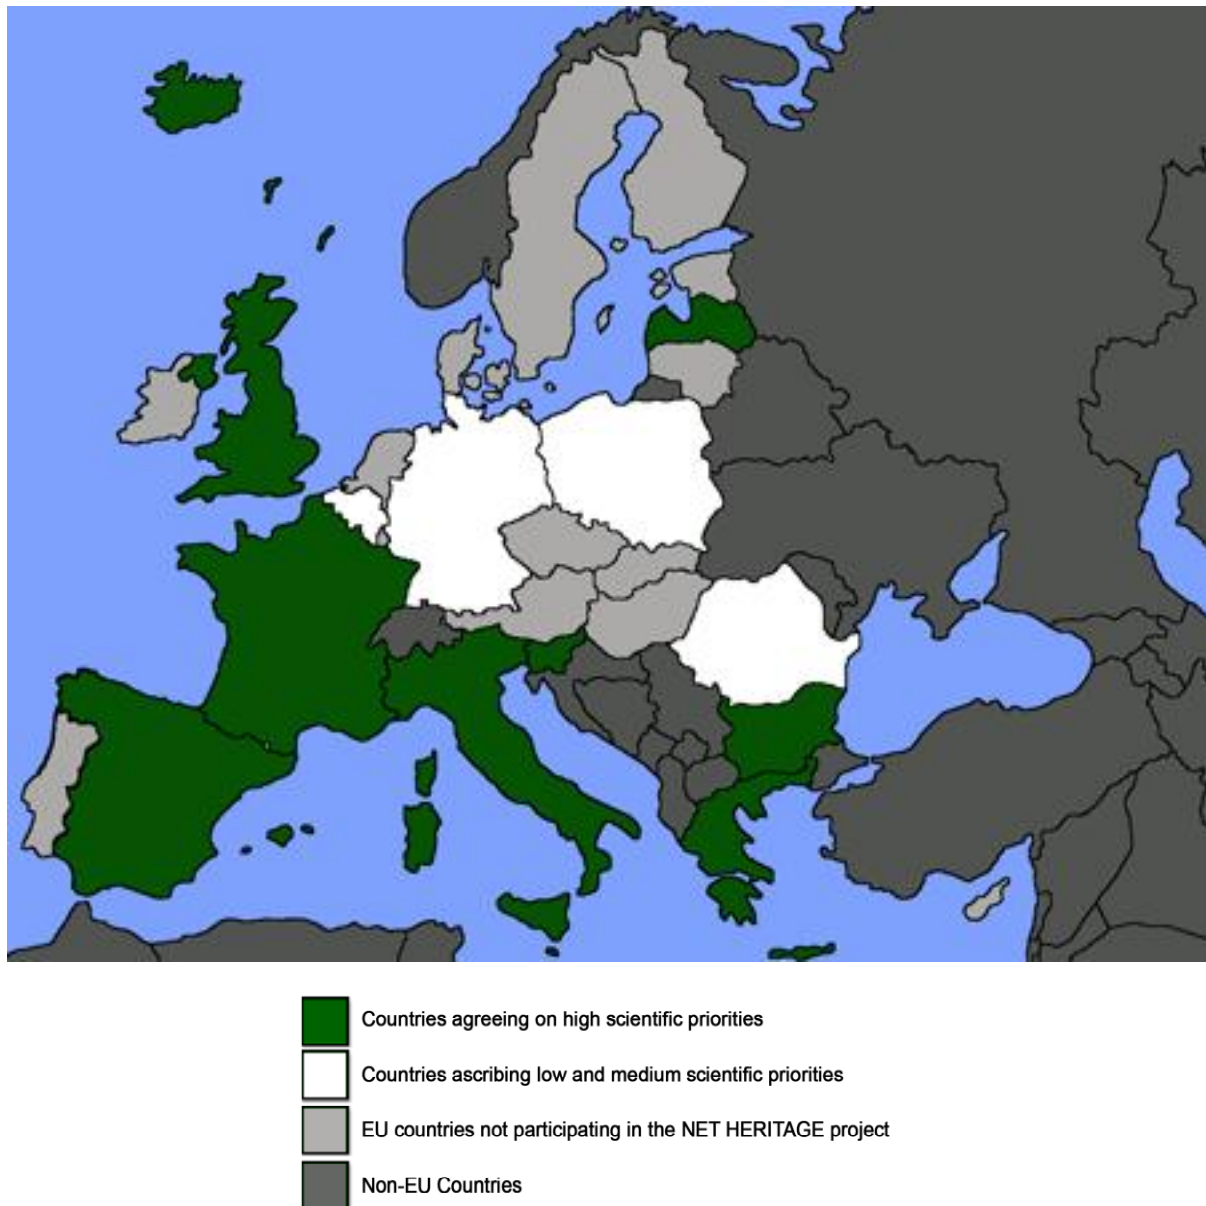 Countries agreeing on high scientific priorities
Countries ascribing low and medium scientific priorities
EU countries not participating in the NET HERITAGE project
Non-EU Countries